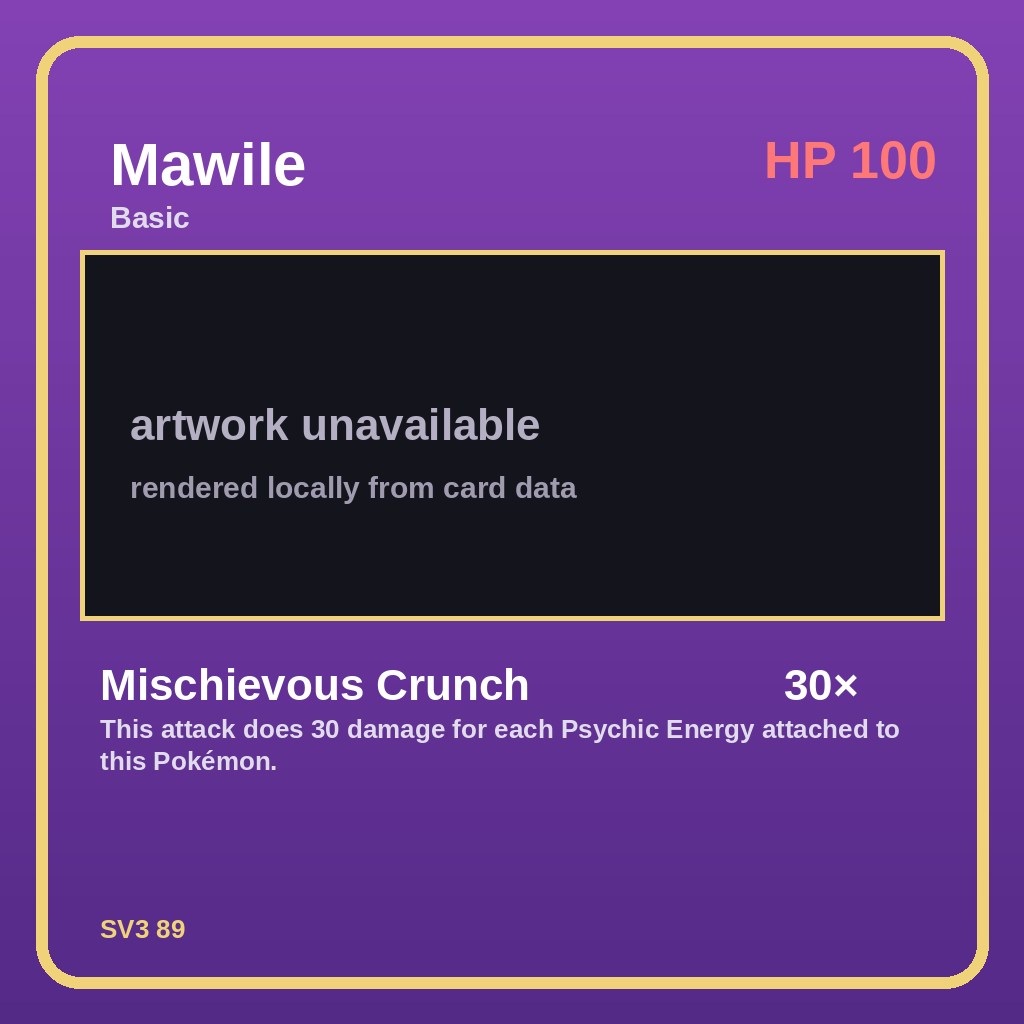 Mawile
HP 100
Basic
artwork unavailable
rendered locally from card data
Mischievous Crunch 30×
This attack does 30 damage for each Psychic Energy attached to
this Pokémon.
SV3 89